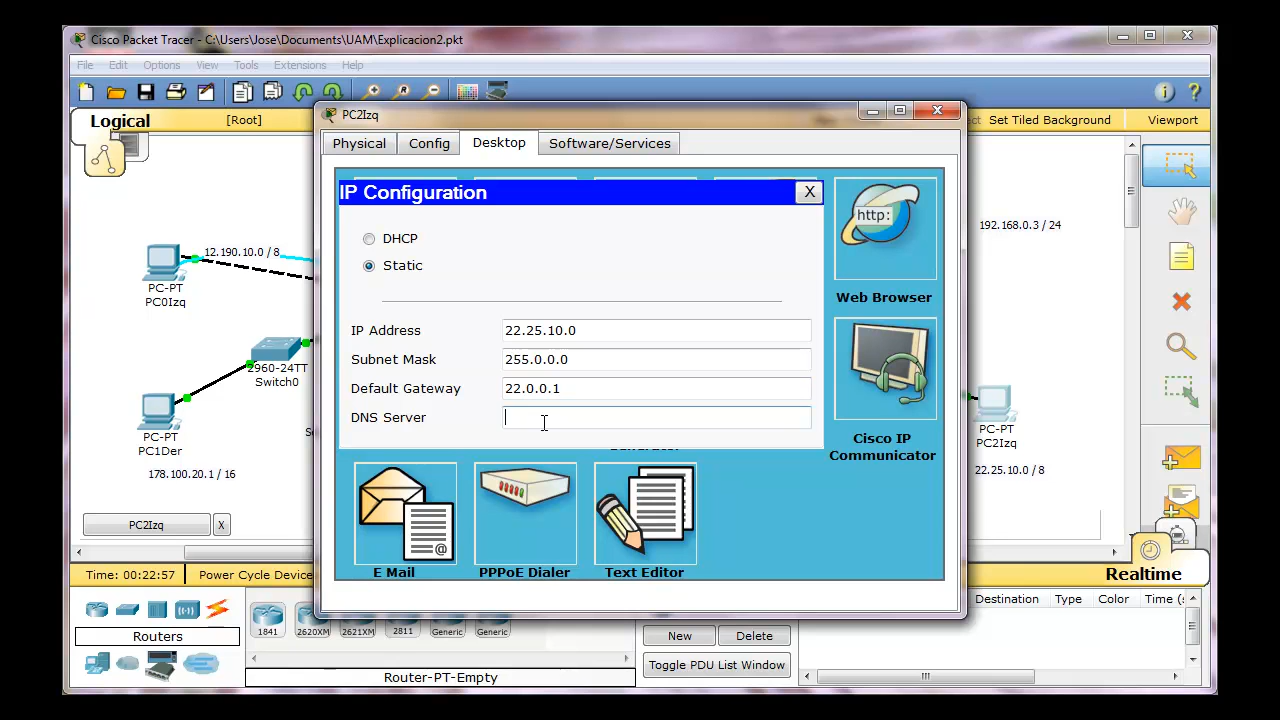 Cisco Packet Tracer - C:\Users\Jose\Documents\UAM\Explicacion2.pkt
File Edit Options View Tools Extensions Help
Logical
[Root]
Set Tiled Background
Viewport
PC2Izq
Physical
Config
Desktop
Software/Services
IP Configuration
X
DHCP
Static
IP Address
22.25.10.0
Subnet Mask
255.0.0.0
Default Gateway
22.0.0.1
DNS Server
http:
Web Browser
Cisco IP
Communicator
E Mail
PPPoE Dialer
Text Editor
12.190.10.0 / 8
PC-PT
PC0Izq
2960-24TT
Switch0
PC-PT
PC1Der
178.100.20.1 / 16
192.168.0.3 / 24
PC-PT
PC2Izq
22.25.10.0 / 8
PC2Izq
X
Time: 00:22:57
Power Cycle Device
Realtime
Routers
1841
2620XM
2621XM
2811
Generic
Generic
Router-PT-Empty
New
Delete
Toggle PDU List Window
Destination
Type
Color
Time (s